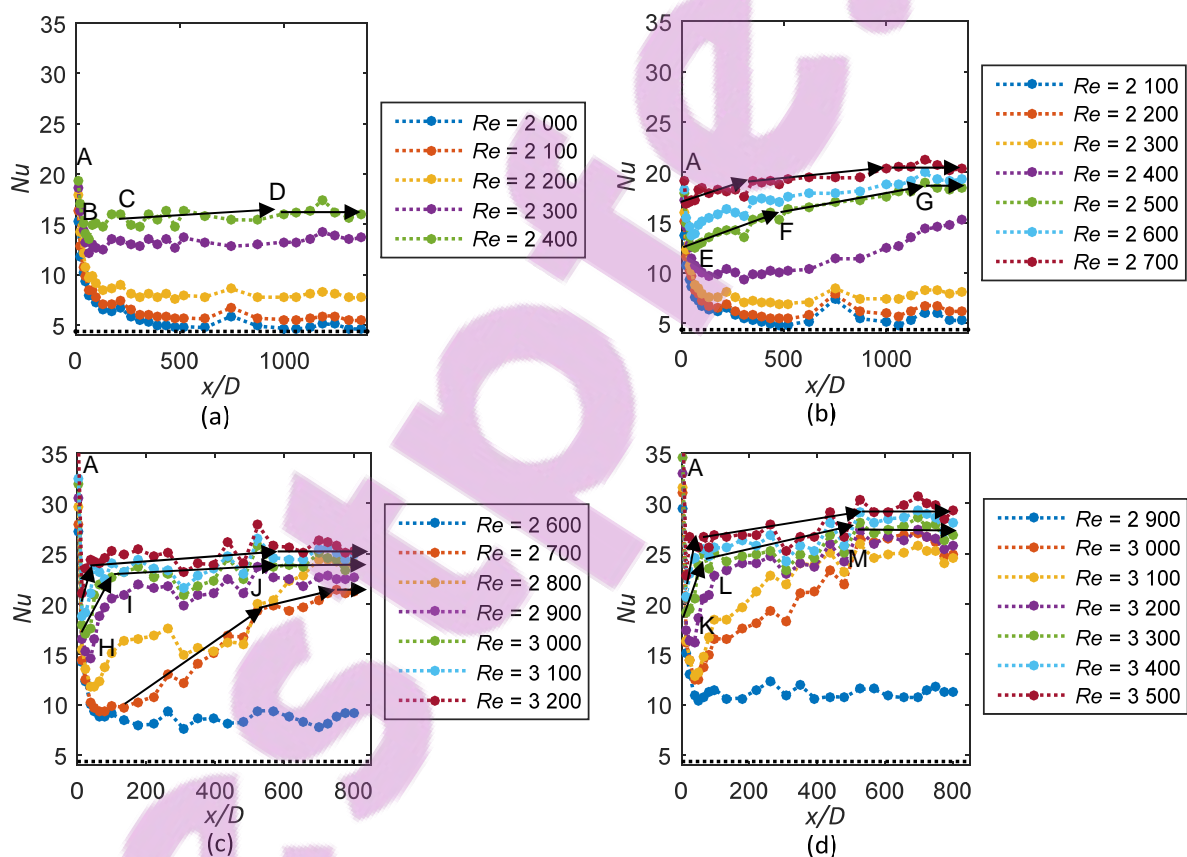 35
30
25
20
15
10
5
Nu
A
B
C
D
0
500
1000
x/D
(a)
Re = 2 000
Re = 2 100
Re = 2 200
Re = 2 300
Re = 2 400
35
30
25
20
15
10
5
Nu
A
E
F
G
0
500
1000
x/D
(b)
Re = 2 100
Re = 2 200
Re = 2 300
Re = 2 400
Re = 2 500
Re = 2 600
Re = 2 700
35
30
25
20
15
10
5
Nu
A
H
I
J
0
200
400
600
800
x/D
(c)
Re = 2 600
Re = 2 700
Re = 2 800
Re = 2 900
Re = 3 000
Re = 3 100
Re = 3 200
35
30
25
20
15
10
5
Nu
A
K
L
M
0
200
400
600
800
x/D
(d)
Re = 2 900
Re = 3 000
Re = 3 100
Re = 3 200
Re = 3 300
Re = 3 400
Re = 3 500